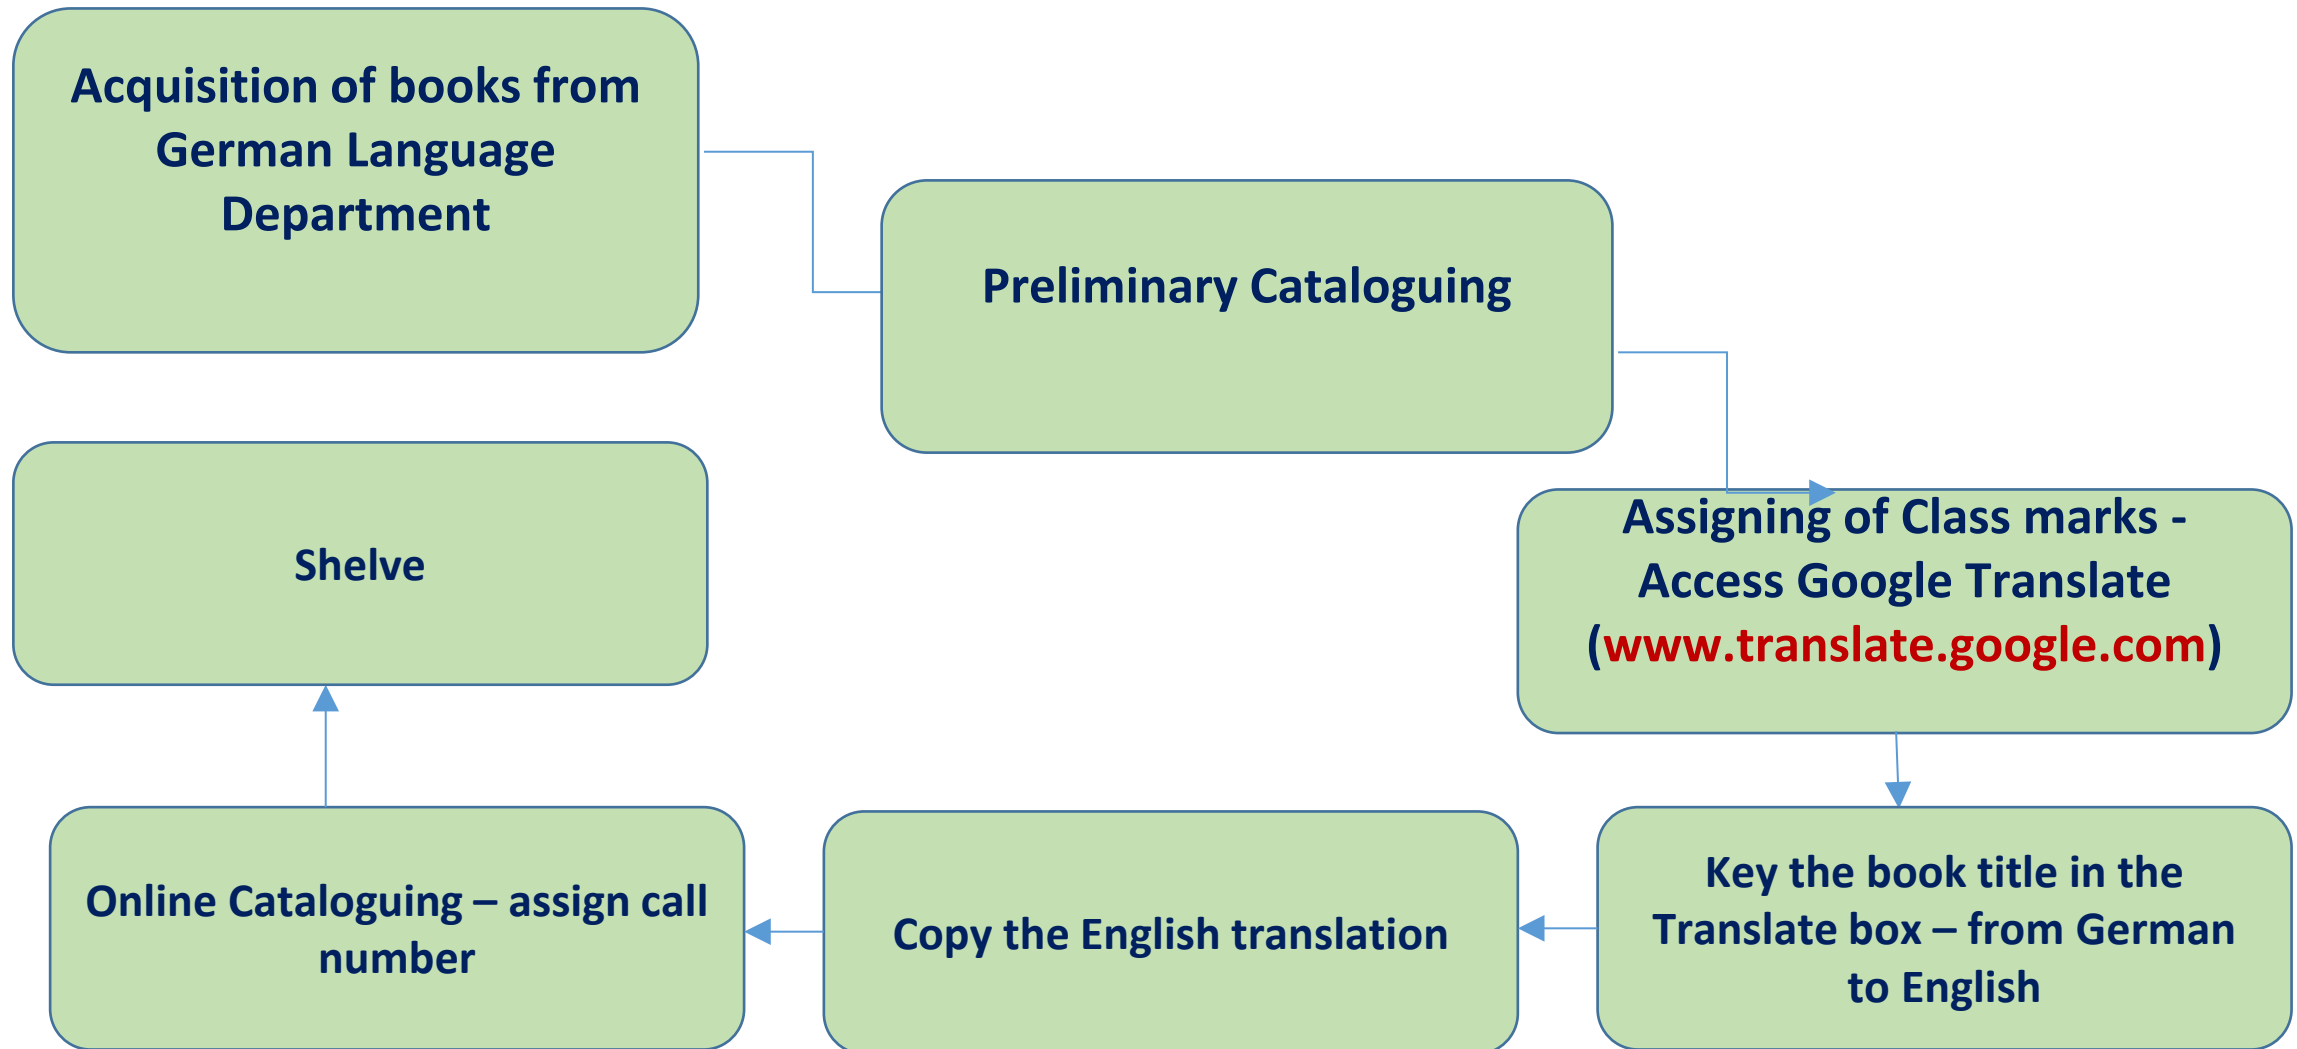 Acquisition of books from
German Language
Department
Preliminary Cataloguing
Assigning of Class marks -
Access Google Translate
(www.translate.google.com)
Key the book title in the
Translate box – from German
to English
Copy the English translation
Online Cataloguing – assign call
number
Shelve